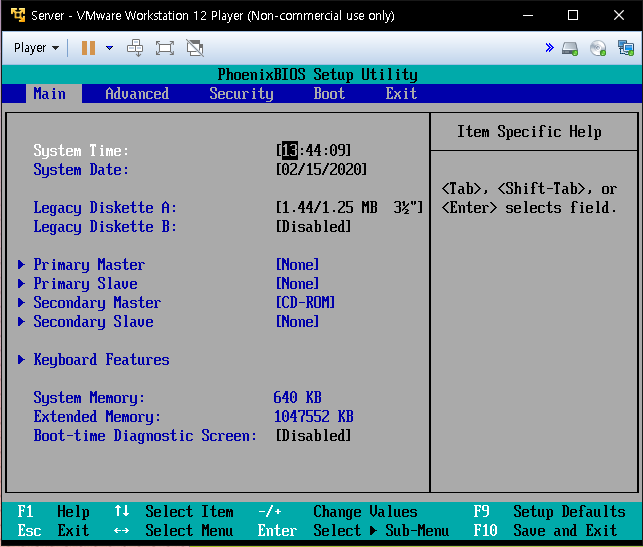 Server - VMware Workstation 12 Player (Non-commercial use only)
Player
PhoenixBIOS Setup Utility
Main Advanced Security Boot Exit
Item Specific Help
System Time: [13:44:09]
System Date: [02/15/2020]
<Tab>, <Shift-Tab>, or
<Enter> selects field.
Legacy Diskette A: [1.44/1.25 MB 3½"]
Legacy Diskette B: [Disabled]
Primary Master [None]
Primary Slave [None]
Secondary Master [CD-ROM]
Secondary Slave [None]
Keyboard Features
System Memory: 640 KB
Extended Memory: 1047552 KB
Boot-time Diagnostic Screen: [Disabled]
F1 Help ↑↓ Select Item -/+ Change Values F9 Setup Defaults
Esc Exit ↔ Select Menu Enter Select ▶ Sub-Menu F10 Save and Exit